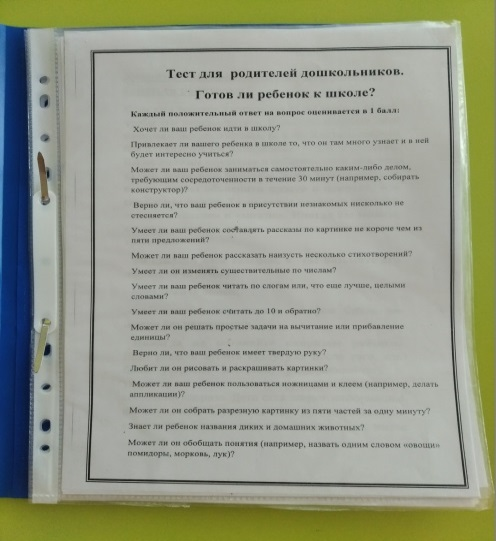 Тест для родителей дошкольников.
Готов ли ребенок к школе?
Каждый положительный ответ на вопрос оценивается в 1 балл:
Хочет ли ваш ребенок идти в школу?
Привлекает ли вашего ребенка в школе то, что он там много узнает и в ней
будет интересно учиться?
Может ли ваш ребенок заниматься самостоятельно каким-либо делом,
требующим сосредоточенности в течение 30 минут (например, собирать
конструктор)?
Верно ли, что ваш ребенок в присутствии незнакомых нисколько не
стесняется?
Умеет ли ваш ребенок составлять рассказы по картинке не короче чем из
пяти предложений?
Может ли ваш ребенок рассказать наизусть несколько стихотворений?
Умеет ли он изменять существительные по числам?
Умеет ли ваш ребенок читать по слогам или, что еще лучше, целыми
словами?
Умеет ли ваш ребенок считать до 10 и обратно?
Может ли он решать простые задачи на вычитание или прибавление
единицы?
Верно ли, что ваш ребенок имеет твердую руку?
Любит ли он рисовать и раскрашивать картинки?
Может ли ваш ребенок пользоваться ножницами и клеем (например, делать
аппликации)?
Может ли он собрать разрезную картинку из пяти частей за одну минуту?
Знает ли ребенок названия диких и домашних животных?
Может ли он обобщать понятия (например, назвать одним словом «овощи»
помидоры, морковь, лук)?